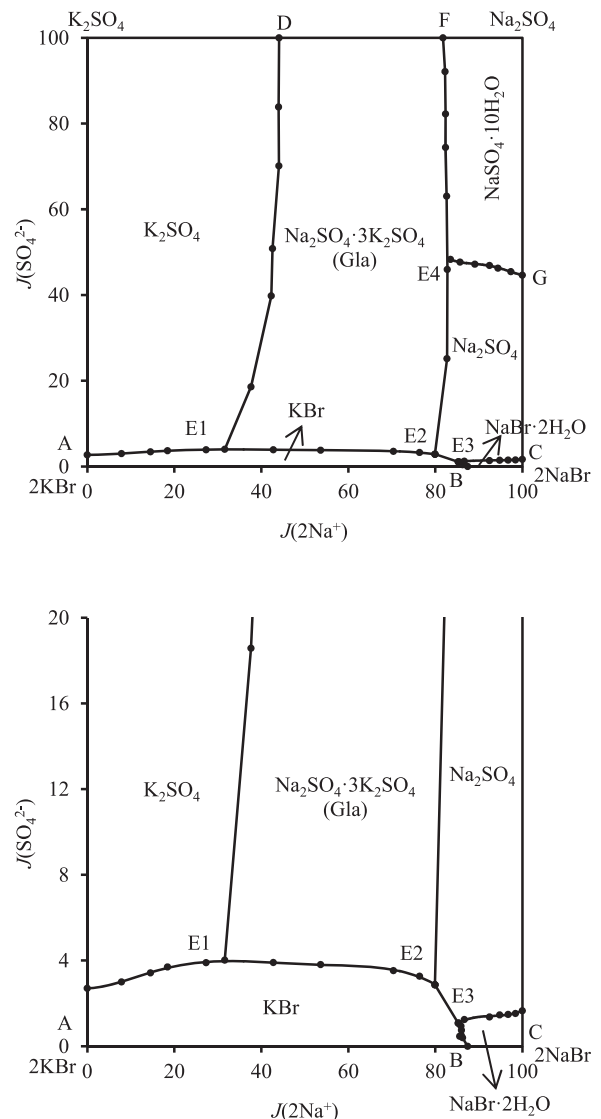 K₂SO₄ D F Na₂SO₄
100
80
60
40
20
0
J(SO₄²⁻)
K₂SO₄
Na₂SO₄·3K₂SO₄
(Gla)
NaSO₄·10H₂O
E4
G
Na₂SO₄
KBr
E1
E2
E3
NaBr·2H₂O
A
B
C
2KBr
2NaBr
0 20 40 60 80 100
J(2Na⁺)
20
16
12
8
4
0
J(SO₄²⁻)
K₂SO₄
Na₂SO₄·3K₂SO₄
(Gla)
Na₂SO₄
E1
E2
E3
KBr
A
B
C
2KBr
2NaBr
0 20 40 60 80 100
NaBr·2H₂O
J(2Na⁺)